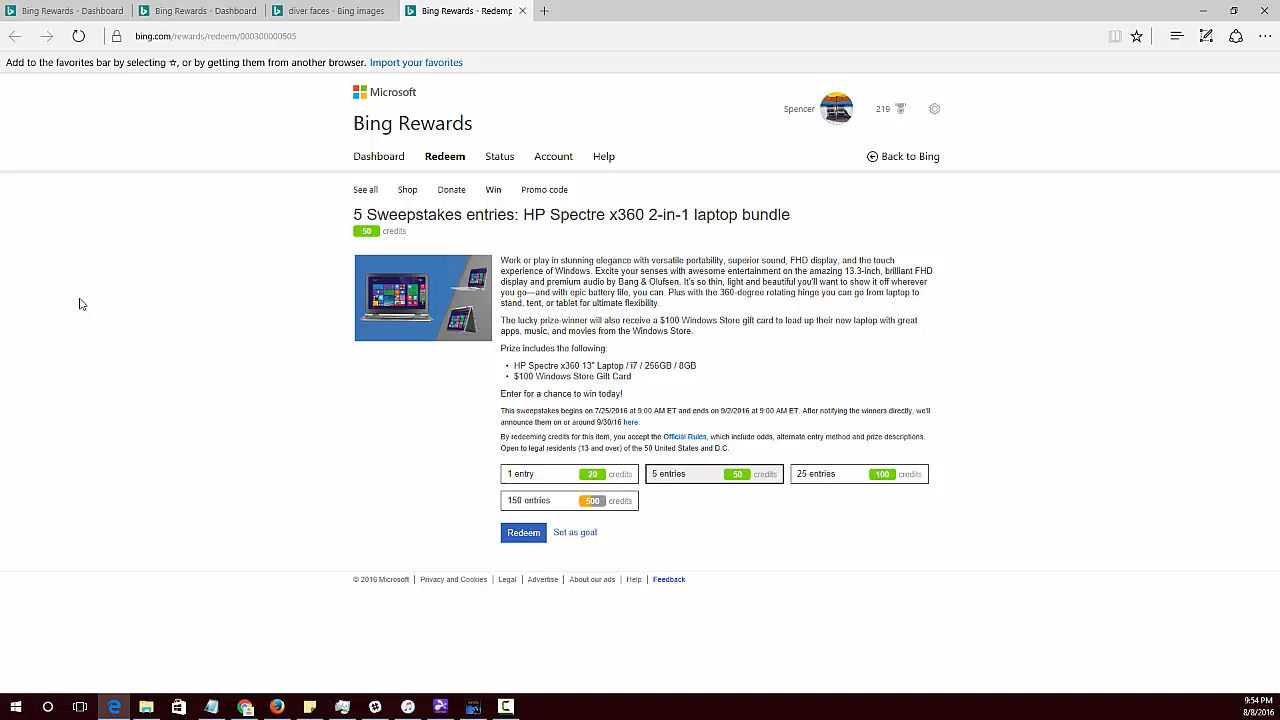 Bing Rewards - Dashboard
Bing Rewards - Dashboard
diver faces - Bing images
Bing Rewards - Redemp
bing.com/rewards/redeem/000300000505
Add to the favorites bar by selecting ☆, or by getting them from another browser. Import your favorites
Microsoft
Spencer
219
Bing Rewards
Dashboard Redeem Status Account Help
Back to Bing
See all Shop Donate Win Promo code
5 Sweepstakes entries: HP Spectre x360 2-in-1 laptop bundle
50 credits
Work or play in stunning elegance with versatile portability, superior sound, FHD display, and the touch
experience of Windows. Excite your senses with awesome entertainment on the amazing 13.3-inch, brilliant FHD
display and premium audio by Bang & Olufsen. It's so thin, light and beautiful you'll want to show it off wherever
you go—and with epic battery life, you can. Plus with the 360-degree rotating hinge you can go from laptop to
stand, tent, or tablet for ultimate flexibility.
The lucky prize-winner will also receive a $100 Windows Store gift card to load up their new laptop with great
apps, music, and movies from the Windows Store.
Prize includes the following:
• HP Spectre x360 13" Laptop / i7 / 256GB / 8GB
• $100 Windows Store Gift Card
Enter for a chance to win today!
This sweepstakes begins on 7/25/2016 at 9:00 AM ET and ends on 9/2/2016 at 9:00 AM ET. After notifying the winners directly, we'll
announce them on or around 9/30/16 here.
By redeeming credits for this item, you accept the Official Rules, which include odds, alternate entry method and prize descriptions.
Open to legal residents (13 and over) of the 50 United States and D.C.
1 entry 20 credits
5 entries 50 credits
25 entries 100 credits
150 entries 500 credits
Redeem Set as goal
© 2016 Microsoft | Privacy and Cookies | Legal | Advertise | About our ads | Help | Feedback
9:54 PM
8/8/2016